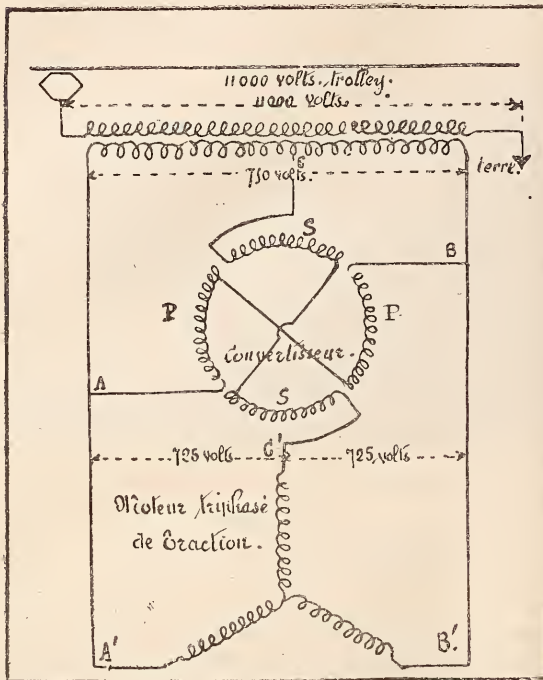 11000 volts. trolley.
11000 volts.
terre.
C
750 volts.
S
B
P
P
Convertisseur.
A
S
725 volts
C'
725 volts
Moteur triphasé
de Traction.
A'
B'.